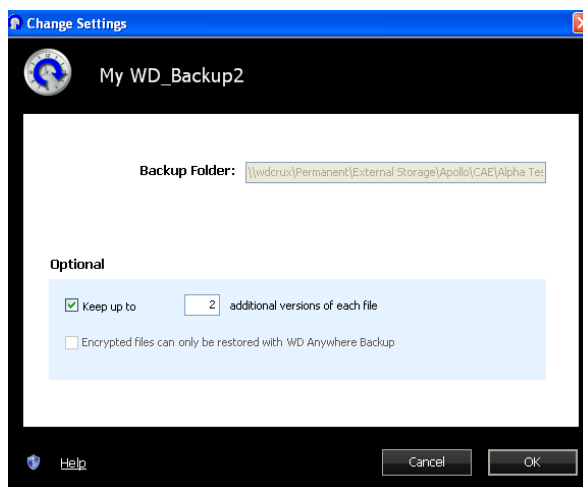 Change Settings
My WD_Backup2
Backup Folder: \\wdcrux\Permanent\External Storage\Apollo\CAE\Alpha Tes
Optional
Keep up to 2 additional versions of each file
Encrypted files can only be restored with WD Anywhere Backup
Help Cancel OK